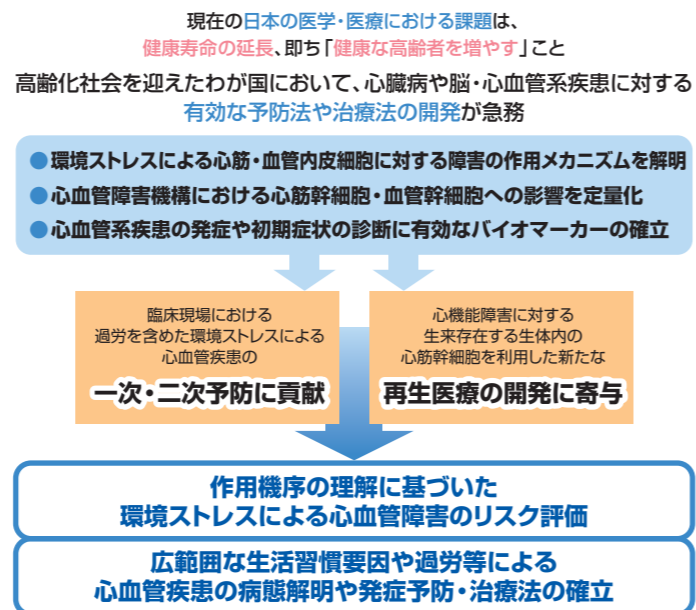 現在の日本の医学・医療における課題は、
健康寿命の延長、即ち「健康な高齢者を増やす」こと
高齢化社会を迎えたわが国において、心臓病や脳・心血管系疾患に対する
有効な予防法や治療法の開発が急務
●環境ストレスによる心筋・血管内皮細胞に対する障害の作用メカニズムを解明
●心血管障害機構における心筋幹細胞・血管幹細胞への影響を定量化
●心血管系疾患の発症や初期症状の診断に有効なバイオマーカーの確立
臨床現場における
過労を含めた環境ストレスによる
心血管疾患の
一次・二次予防に貢献
心機能障害に対する
生来存在する生体内の
心筋幹細胞を利用した新たな
再生医療の開発に寄与
作用機序の理解に基づいた
環境ストレスによる心血管障害のリスク評価
広範囲な生活習慣要因や過労等による
心血管疾患の病態解明や発症予防・治療法の確立